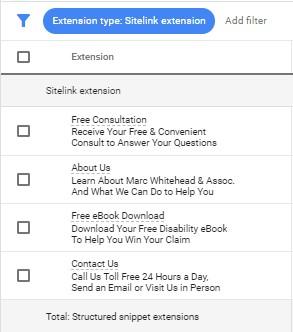 Extension type: Sitelink extension Add filter
Extension
Sitelink extension
Free Consultation
Receive Your Free & Convenient
Consult to Answer Your Questions
About Us
Learn About Marc Whitehead & Assoc.
And What We Can Do to Help You
Free eBook Download
Download Your Free Disability eBook
To Help You Win Your Claim
Contact Us
Call Us Toll Free 24 Hours a Day,
Send an Email or Visit Us in Person
Total: Structured snippet extensions